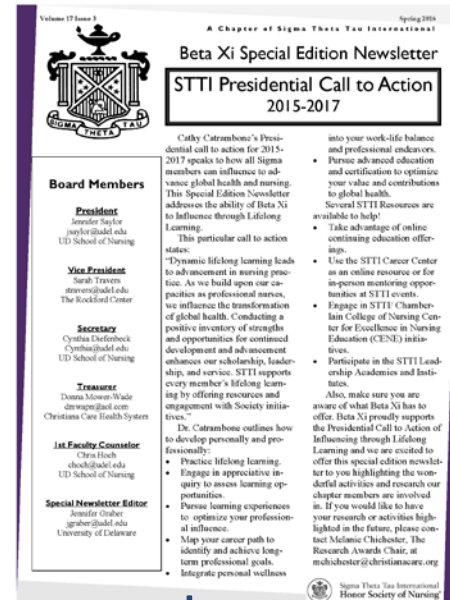 Volume 17 Issue 3
Spring 2016
A Chapter of Sigma Theta Tau International
Beta Xi Special Edition Newsletter
STTI Presidential Call to Action
2015-2017
SIGMA THETA TAU
Board Members
President
Jennifer Saylor
jsaylor@udel.edu
UD School of Nursing
Vice President
Sarah Travers
stravers@udel.edu
The Rockford Center
Secretary
Cynthia Diefenbeck
Cynthia@udel.edu
UD School of Nursing
Treasurer
Donna Mower-Wade
dmwapn@aol.com
Christiana Care Health System
1st Faculty Counselor
Chris Hoch
choch@udel.edu
UD School of Nursing
Special Newsletter Editor
Jennifer Graber
jgraber@udel.edu
University of Delaware
Cathy Catrambone's Presi-
dential call to action for 2015-
2017 speaks to how all Sigma
members can influence to ad-
vance global health and nursing.
This Special Edition Newsletter
addresses the ability of Beta Xi
to Influence through Lifelong
Learning.
This particular call to action
states:
"Dynamic lifelong learning leads
to advancement in nursing prac-
tice. As we build upon our ca-
pacities as professional nurses,
we influence the transformation
of global health. Conducting a
positive inventory of strengths
and opportunities for continued
development and advancement
enhances our scholarship, leader-
ship, and service. STTI supports
every member's lifelong learn-
ing by offering resources and
engagement with Society initia-
tives."
Dr. Catrambone outlines how
to develop personally and pro-
fessionally:
• Practice lifelong learning.
• Engage in appreciative in-
quiry to assess learning op-
portunities.
• Pursue learning experiences
to optimize your profession-
al influence.
• Map your career path to
identify and achieve long-
term professional goals.
• Integrate personal wellness
into your work-life balance
and professional endeavors.
• Pursue advanced education
and certification to optimize
your value and contributions
to global health.
Several STTI Resources are
available to help!
• Take advantage of online
continuing education offer-
ings.
• Use the STTI Career Center
as an online resource or for
in-person mentoring oppor-
tunities at STTI events.
• Engage in STTI/ Chamber-
lain College of Nursing Cen-
ter for Excellence in Nursing
Education (CENE) initia-
tives.
• Participate in the STTI Lead-
ership Academies and Insti-
tutes.
Also, make sure you are
aware of what Beta Xi has to
offer. Beta Xi proudly supports
the Presidential Call to Action of
Influencing through Lifelong
Learning and we are excited to
offer this special edition newslet-
ter to you highlighting the won-
derful activities and research our
chapter members are involved
in. If you would like to have
your research or activities high-
lighted in the future, please con-
tact Melanie Chichester, The
Research Awards Chair, at
mchichester@christianacare.org
Sigma Theta Tau International
Honor Society of Nursing®